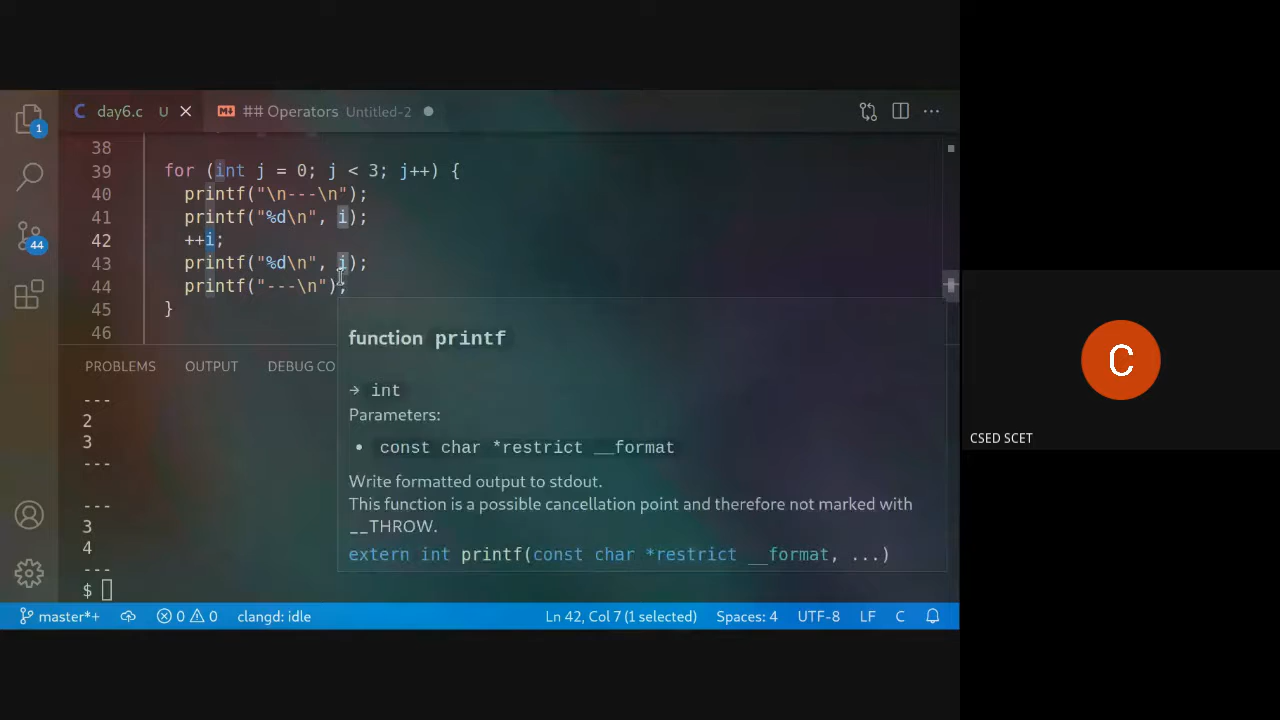 C day6.c U ## Operators Untitled-2
38
39 for (int j = 0; j < 3; j++) {
40 printf("\n---\n");
41 printf("%d\n", i);
42 ++i;
43 printf("%d\n", i);
44 printf("---\n");
45 }
46
function printf
→ int
Parameters:
• const char *restrict __format
Write formatted output to stdout.
This function is a possible cancellation point and therefore not marked with
__THROW.
extern int printf(const char *restrict __format, ...)
PROBLEMS OUTPUT DEBUG CO
---
2
3
---
---
3
4
---
$
1
44
master*+ 0 0 clangd: idle Ln 42, Col 7 (1 selected) Spaces: 4 UTF-8 LF C
C
CSED SCET